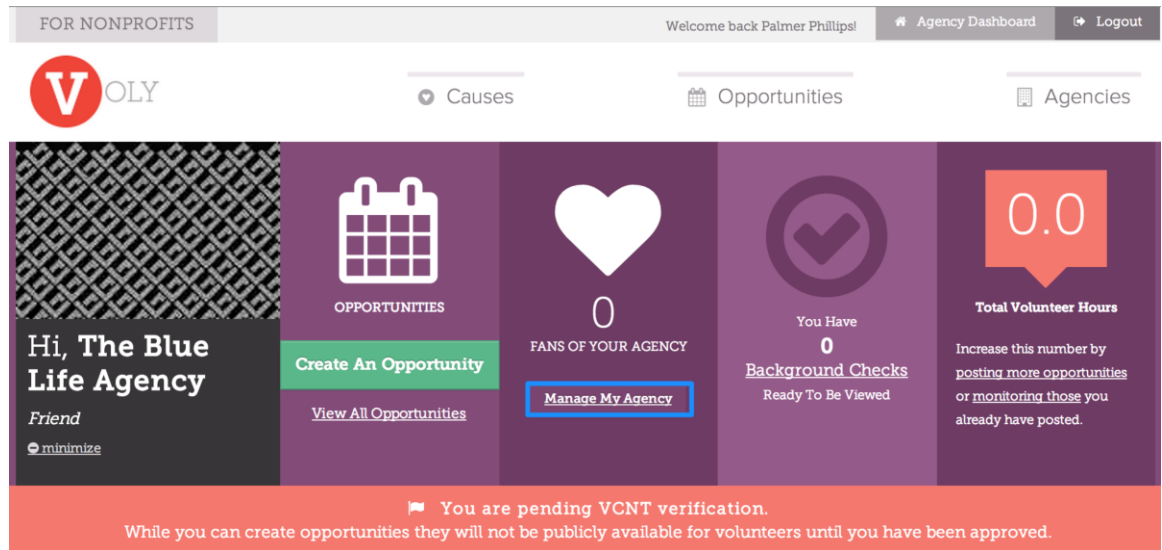 FOR NONPROFITS
Welcome back Palmer Phillips!
Agency Dashboard
Logout
VOLY
Causes
Opportunities
Agencies
Hi, The Blue
Life Agency
Friend
minimize
OPPORTUNITIES
Create An Opportunity
View All Opportunities
0
FANS OF YOUR AGENCY
Manage My Agency
You Have
0
Background Checks
Ready To Be Viewed
0.0
Total Volunteer Hours
Increase this number by
posting more opportunities
or monitoring those you
already have posted.
You are pending VCNT verification.
While you can create opportunities they will not be publicly available for volunteers until you have been approved.